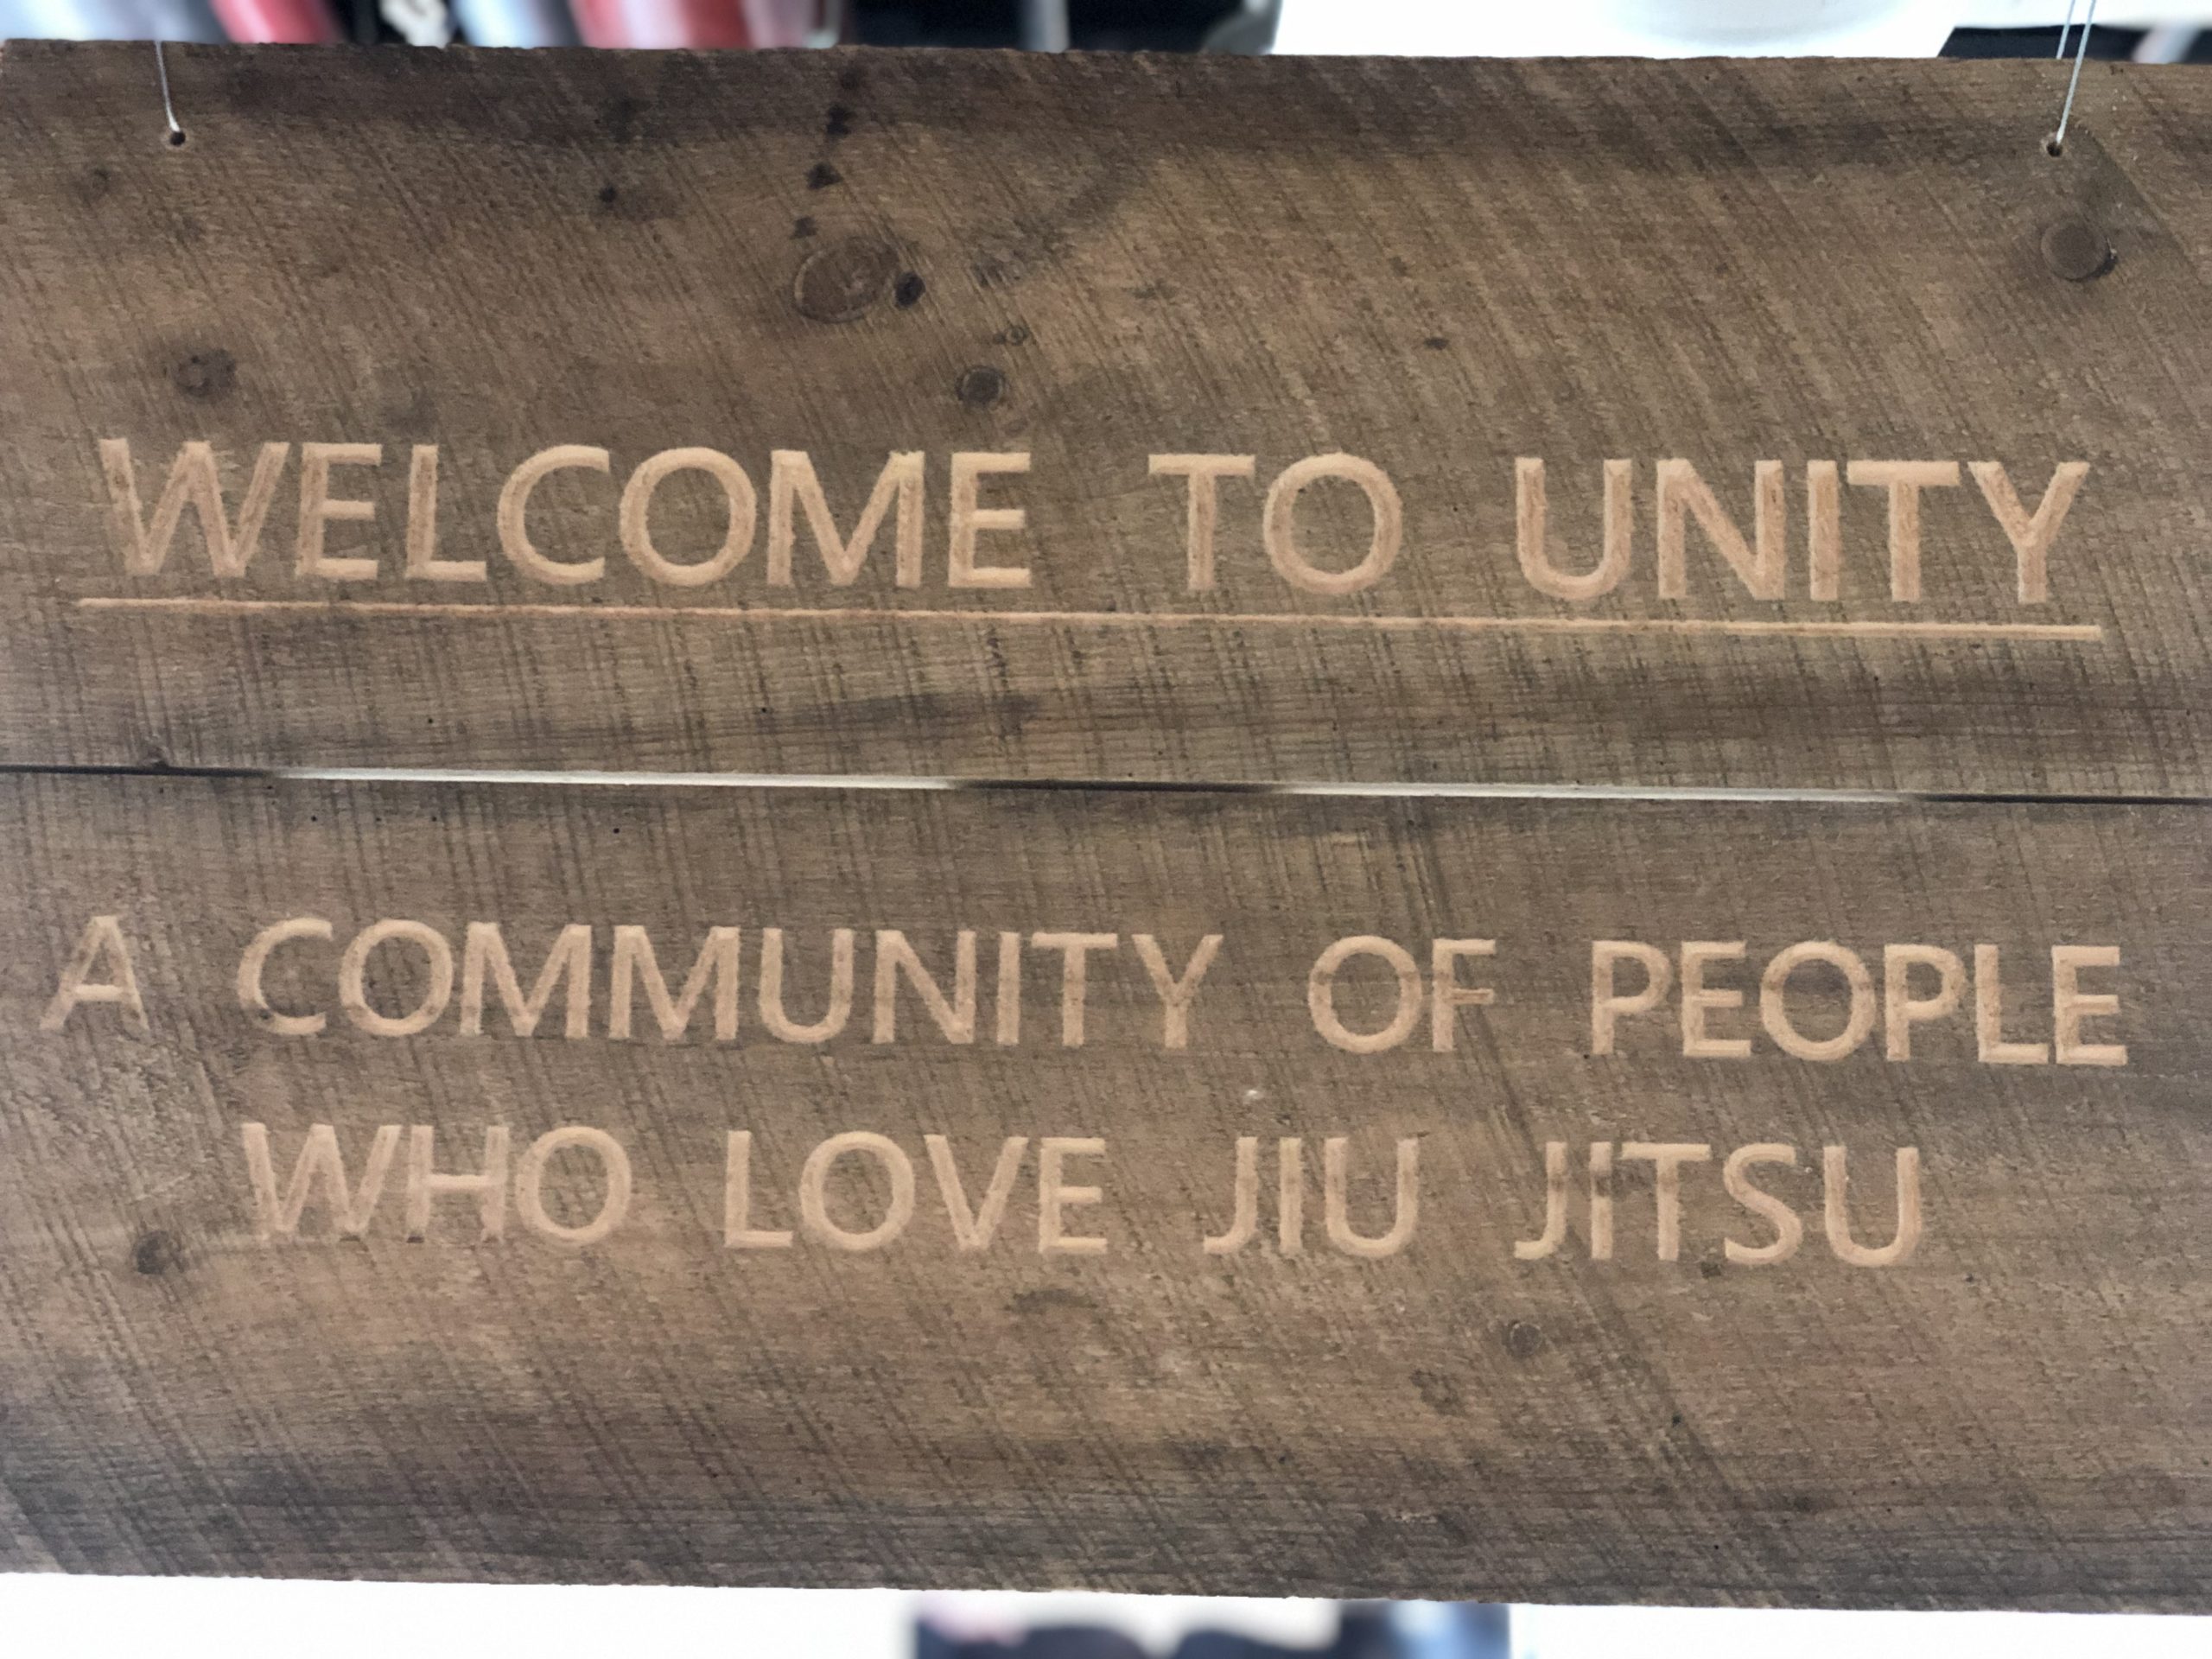 WELCOME TO UNITY
A COMMUNITY OF PEOPLE
WHO LOVE JIU JITSU